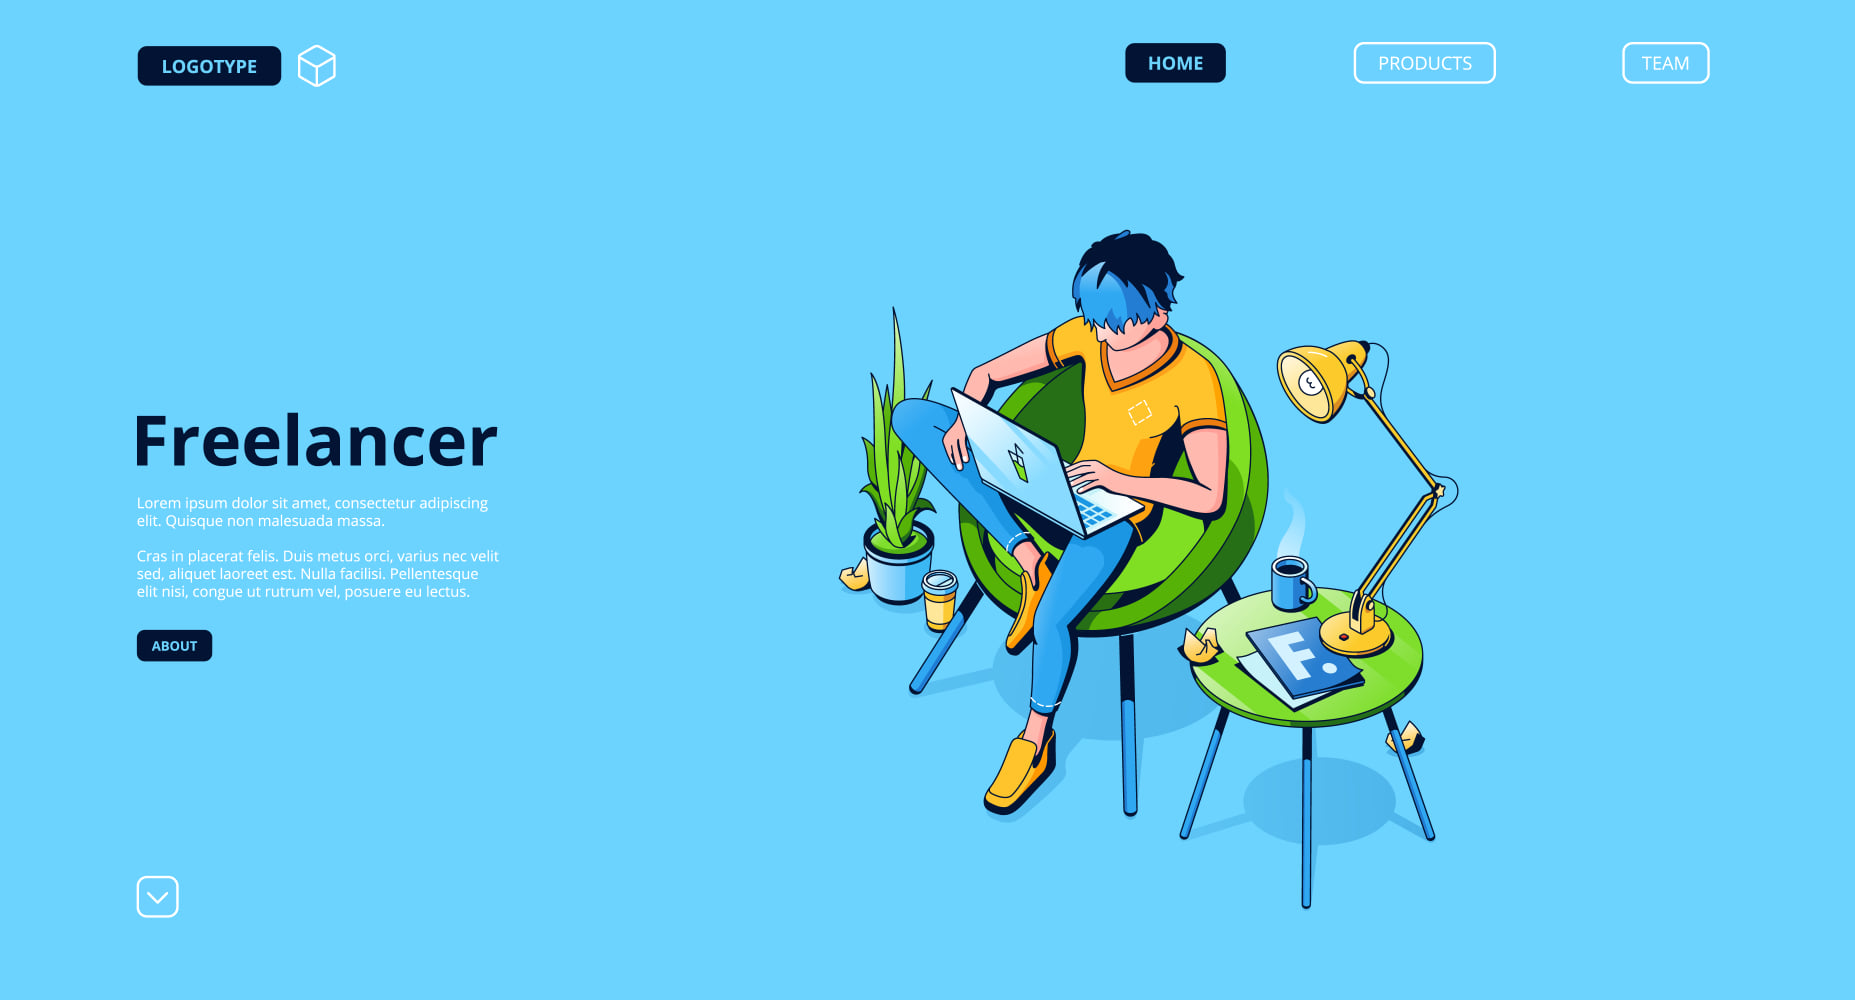 LOGOTYPE
HOME
PRODUCTS
TEAM
Freelancer
Lorem ipsum dolor sit amet, consectetur adipiscing
elit. Quisque non malesuada massa.
Cras in placerat felis. Duis metus orci, varius nec velit
sed, aliquet laoreet est. Nulla facilisi. Pellentesque
elit nisi, congue ut rutrum vel, posuere eu lectus.
ABOUT
F.